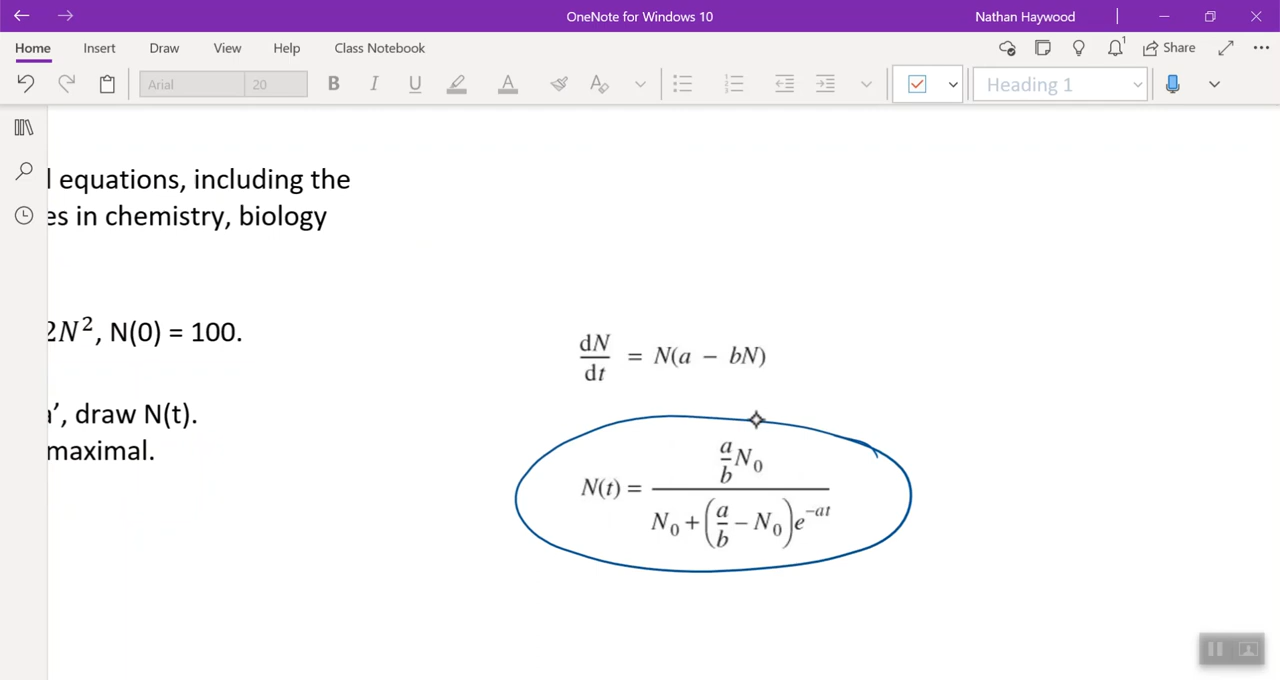 OneNote for Windows 10
Nathan Haywood
Home Insert Draw View Help Class Notebook
1
Share
Arial 20 B I U A A Heading 1
l equations, including the
es in chemistry, biology
2N², N(0) = 100.
a’, draw N(t).
maximal.
dN/dt = N(a − bN)
N(t) = (a/b N₀) / (N₀ + (a/b − N₀)e^(−at))